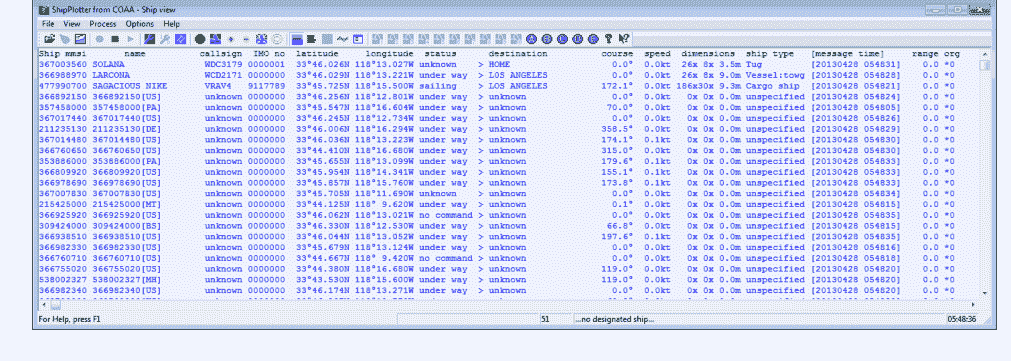 ShipPlotter from COAA - Ship view
File View Process Options Help
Ship mmsi name callsign IMO no latitude longitude status destination course speed dimensions ship type [message time] range org
367003560 SOLANA WDC3179 0000001 33°46.026N 118°13.027W unknown > HOME 0.0° 0.0kt 26x 8x 3.5m Tug [20130428 054831] 0.0 *0
366988970 LARCONA WCD2171 0000000 33°46.029N 118°13.221W under way > LOS ANGELES 0.0° 0.0kt 26x 8x 9.0m Vessel:towg [20130428 054828] 0.0 *0
477990700 SAGACIOUS NIKE VRAV4 9117789 33°45.725N 118°15.500W sailing > LOS ANGELES 172.1° 0.0kt 186x30x 9.3m Cargo ship [20130428 054821] 0.0 *0
366892150 366892150[US] unknown 0000000 33°46.256N 118°12.801W under way > unknown 0.0° 0.0kt 0x 0x 0.0m unspecified [20130428 054824] 0.0 *0
357458000 357458000[PA] unknown 0000000 33°45.547N 118°16.604W under way > unknown 70.0° 0.0kt 0x 0x 0.0m unspecified [20130428 054805] 0.0 *0
367017440 367017440[US] unknown 0000000 33°46.245N 118°12.734W under way > unknown 0.0° 0.0kt 0x 0x 0.0m unspecified [20130428 054826] 0.0 *0
211235130 211235130[DE] unknown 0000000 33°46.006N 118°16.294W under way > unknown 358.5° 0.0kt 0x 0x 0.0m unspecified [20130428 054829] 0.0 *0
367014480 367014480[US] unknown 0000000 33°46.036N 118°13.223W under way > unknown 174.1° 0.1kt 0x 0x 0.0m unspecified [20130428 054830] 0.0 *0
366760650 366760650[US] unknown 0000000 33°44.410N 118°16.680W under way > unknown 315.0° 0.0kt 0x 0x 0.0m unspecified [20130428 054830] 0.0 *0
353886000 353886000[PA] unknown 0000000 33°45.655N 118°13.099W under way > unknown 179.6° 0.1kt 0x 0x 0.0m unspecified [20130428 054833] 0.0 *0
366809920 366809920[US] unknown 0000000 33°45.954N 118°14.341W under way > unknown 155.1° 0.1kt 0x 0x 0.0m unspecified [20130428 054833] 0.0 *0
366978690 366978690[US] unknown 0000000 33°45.857N 118°15.760W under way > unknown 173.8° 0.1kt 0x 0x 0.0m unspecified [20130428 054833] 0.0 *0
367007830 367007830[US] unknown 0000000 33°45.705N 118°11.690W unknown > unknown 0.0° 0.0kt 0x 0x 0.0m unspecified [20130428 054834] 0.0 *0
215425000 215425000[MT] unknown 0000000 33°44.125N 118° 9.620W under way > unknown 0.1° 0.0kt 0x 0x 0.0m unspecified [20130428 054815] 0.0 *0
366925920 366925920[US] unknown 0000000 33°46.062N 118°13.021W no command > unknown 0.0° 0.0kt 0x 0x 0.0m unspecified [20130428 054835] 0.0 *0
309424000 309424000[BS] unknown 0000000 33°46.330N 118°12.530W under way > unknown 66.8° 0.0kt 0x 0x 0.0m unspecified [20130428 054815] 0.0 *0
366938510 366938510[US] unknown 0000000 33°46.044N 118°13.052W under way > unknown 197.6° 0.1kt 0x 0x 0.0m unspecified [20130428 054835] 0.0 *0
366982330 366982330[US] unknown 0000000 33°45.679N 118°13.124W under way > unknown 0.0° 0.0kt 0x 0x 0.0m unspecified [20130428 054816] 0.0 *0
366760710 366760710[US] unknown 0000000 33°44.667N 118° 9.420W no command > unknown 0.0° 0.0kt 0x 0x 0.0m unspecified [20130428 054818] 0.0 *0
366755020 366755020[US] unknown 0000000 33°44.380N 118°16.680W under way > unknown 119.0° 0.0kt 0x 0x 0.0m unspecified [20130428 054820] 0.0 *0
538002327 538002327[MH] unknown 0000000 33°43.530N 118°15.600W under way > unknown 119.0° 0.0kt 0x 0x 0.0m unspecified [20130428 054820] 0.0 *0
366982340 366982340[US] unknown 0000000 33°46.174N 118°13.271W under way > unknown 0.0° 0.0kt 0x 0x 0.0m unspecified [20130428 054820] 0.0 *0
For Help, press F1 51 ...no designated ship... 05:48:36